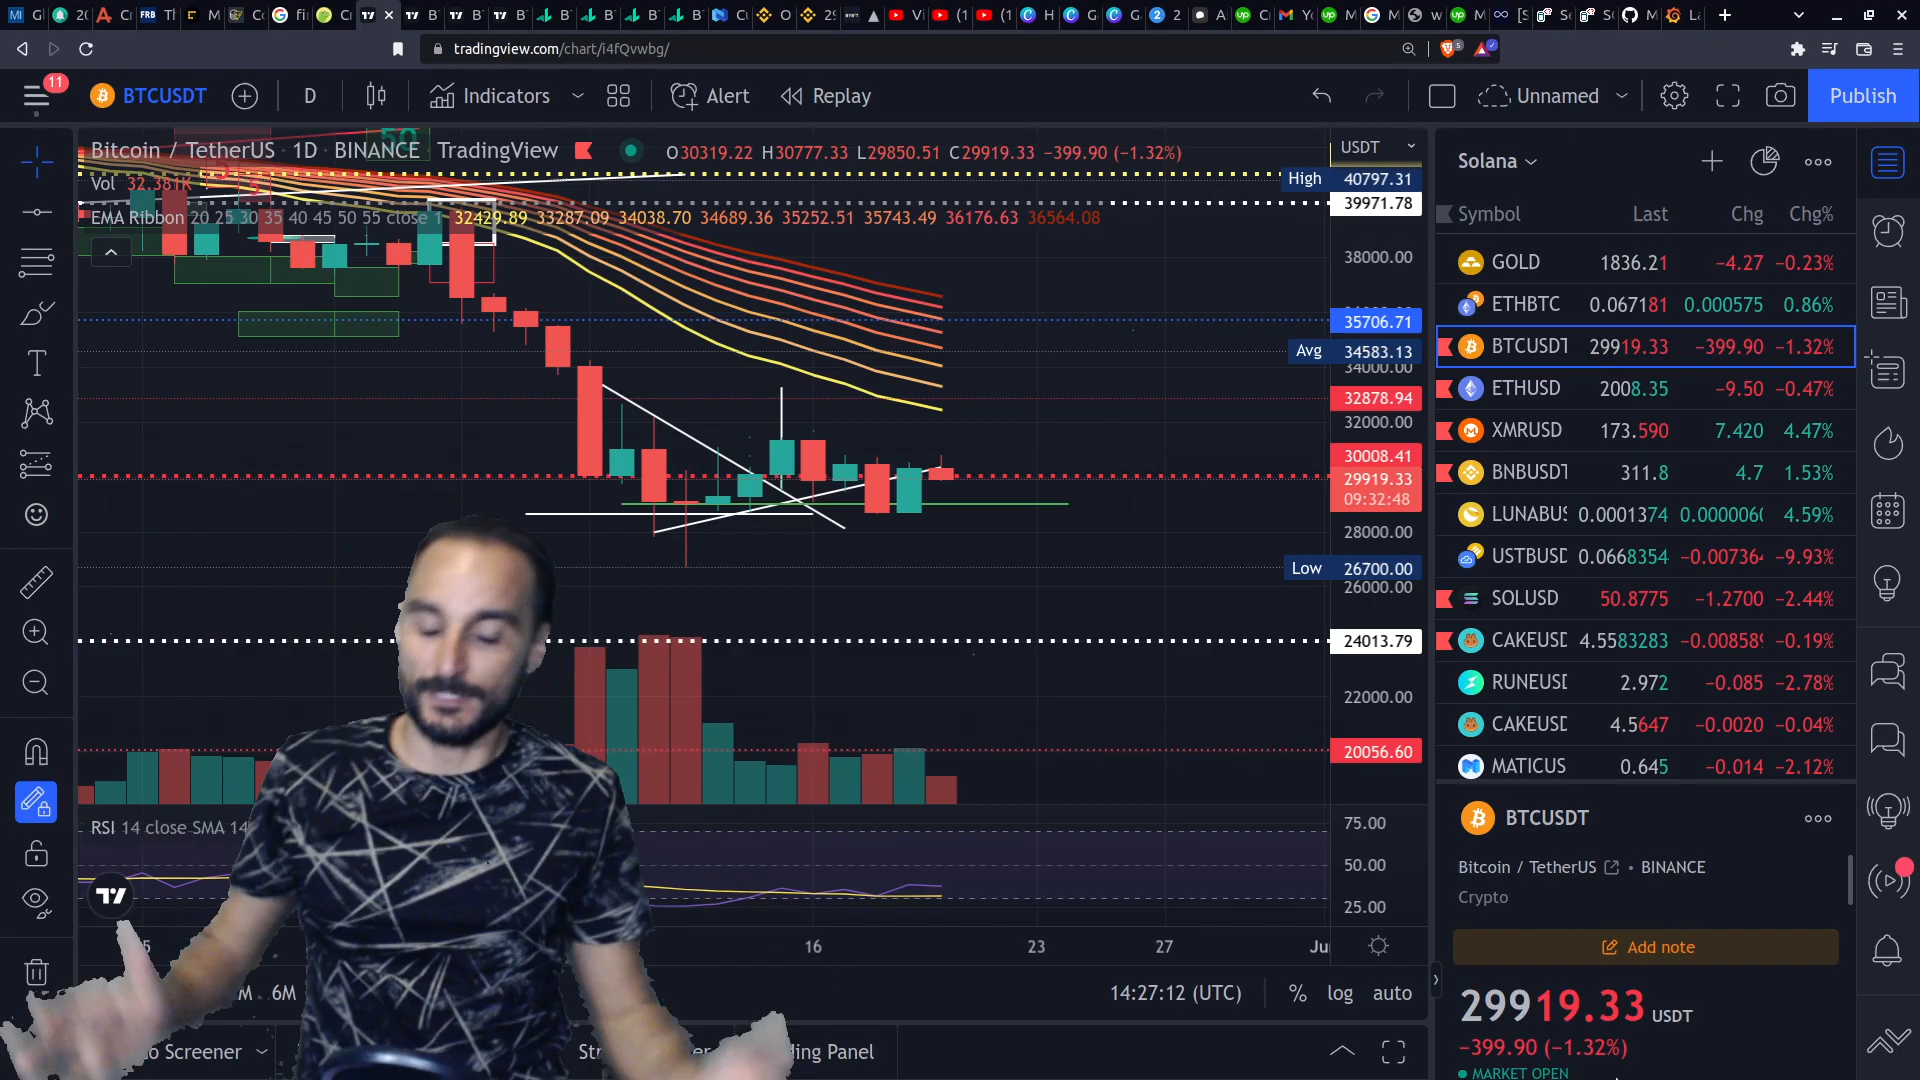 tradingview.com/chart/i4fQvwbg/
11
BTCUSDT
D
Indicators
Alert
Replay
Unnamed
Publish
Bitcoin / TetherUS · 1D · BINANCE · TradingView
O30319.22 H30777.33 L29850.51 C29919.33 −399.90 (−1.32%)
Vol 32.381K
EMA Ribbon 20 25 30 35 40 45 50 55 close 1 32429.89 33287.09 34038.70 34689.36 35252.51 35743.49 36176.63 36564.08
50
USDT
High 40797.31
39971.78
38000.00
35706.71
Avg 34583.13
34000.00
32878.94
32000.00
30008.41
29919.33
09:32:48
28000.00
Low 26700.00
26000.00
24013.79
22000.00
20056.60
RSI 14 close SMA 14
75.00
50.00
25.00
16
23
27
6M
14:27:12 (UTC)
%
log
auto
Screener
Panel
Solana
Symbol Last Chg Chg%
GOLD 1836.21 −4.27 −0.23%
ETHBTC 0.067181 0.000575 0.86%
BTCUSDT 29919.33 −399.90 −1.32%
ETHUSD 2008.35 −9.50 −0.47%
XMRUSD 173.590 7.420 4.47%
BNBUSDT 311.8 4.7 1.53%
LUNABUS 0.0001374 0.0000060 4.59%
USTBUSD 0.0668354 −0.007364 −9.93%
SOLUSD 50.8775 −1.2700 −2.44%
CAKEUSD 4.5583283 −0.008589 −0.19%
RUNEUSD 2.972 −0.085 −2.78%
CAKEUSD 4.5647 −0.0020 −0.04%
MATICUS 0.645 −0.014 −2.12%
BTCUSDT
Bitcoin / TetherUS • BINANCE
Crypto
Add note
29919.33 USDT
−399.90 (−1.32%)
MARKET OPEN